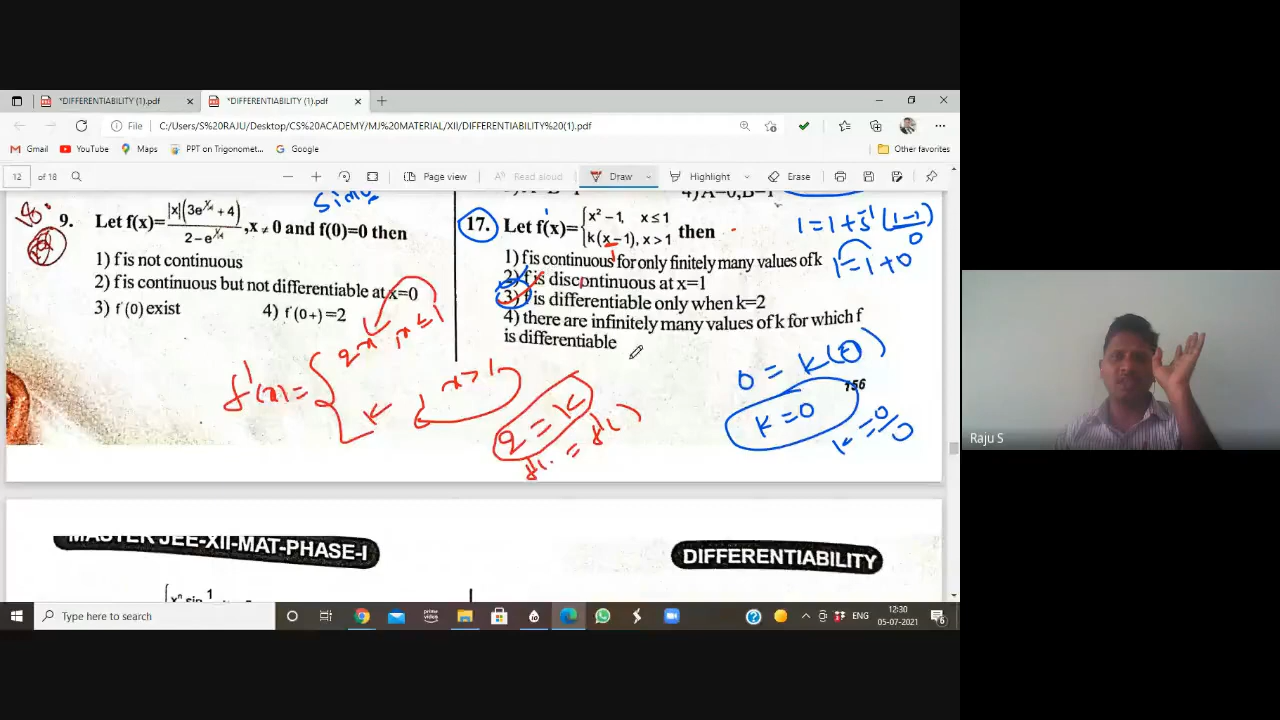 *DIFFERENTIABILITY (1).pdf
*DIFFERENTIABILITY (1).pdf
File C:/Users/S%20RAJU/Desktop/CS%20ACADEMY/MJ%20MATERIAL/XII/DIFFERENTIABILITY%20(1).pdf
Gmail YouTube Maps PPT on Trigonomet... Google Other favorites
12 of 18 Page view Read aloud Draw Highlight Erase
9. Let f(x)= |x|(3e^{1/x}+4) / 2−e^{1/x}, x ≠ 0 and f(0)=0 then
1) f is not continuous
2) f is continuous but not differentiable at x=0
3) f'(0) exist 4) f'(0+)=2
f'(x) = { 2x, x ≤ 1
K x > 1
17. Let f(x)= { x²−1, x ≤ 1
k(x−1), x > 1 then
1) f is continuous for only finitely many values of k
2) f is discontinuous at x=1
3) f is differentiable only when k=2
4) there are infinitely many values of k for which f
is differentiable
2 = K
1 = 1 + 5
1 = 1 + 0
0 = K(0)
K = 0
K = 0/0
156
MASTER JEE-XII-MAT-PHASE-I
DIFFERENTIABILITY
Raju S
Type here to search
ENG
12:30
05-07-2021